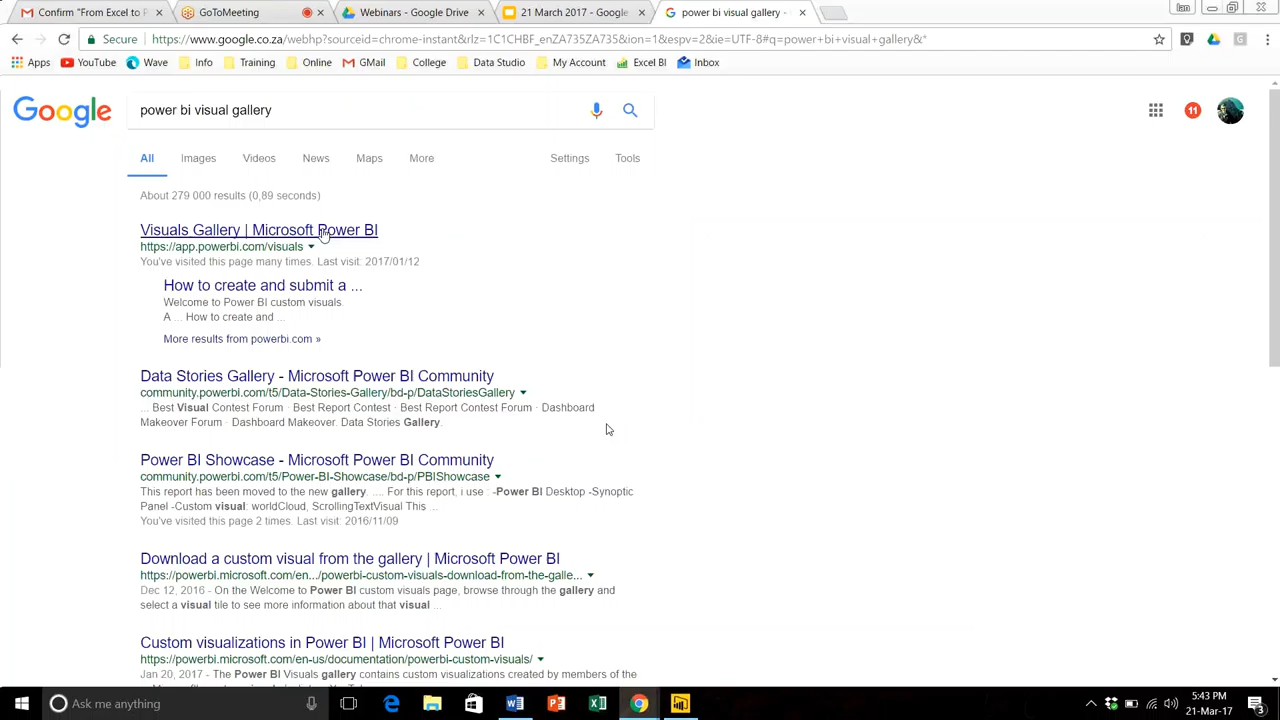 Confirm "From Excel to P
GoToMeeting
Webinars - Google Drive
21 March 2017 - Google
power bi visual gallery -
Secure
https://www.google.co.za/webhp?sourceid=chrome-instant&rlz=1C1CHBF_enZA735ZA735&ion=1&espv=2&ie=UTF-8#q=power+bi+visual+gallery&*
Apps YouTube Wave Info Training Online GMail College Data Studio My Account Excel BI Inbox
Google
power bi visual gallery
11
All Images Videos News Maps More Settings Tools
About 279 000 results (0,89 seconds)
Visuals Gallery | Microsoft Power BI
https://app.powerbi.com/visuals
You've visited this page many times. Last visit: 2017/01/12
How to create and submit a ...
Welcome to Power BI custom visuals.
A ... How to create and ...
More results from powerbi.com »
Data Stories Gallery - Microsoft Power BI Community
community.powerbi.com/t5/Data-Stories-Gallery/bd-p/DataStoriesGallery
... Best Visual Contest Forum · Best Report Contest · Best Report Contest Forum · Dashboard
Makeover Forum · Dashboard Makeover. Data Stories Gallery.
Power BI Showcase - Microsoft Power BI Community
community.powerbi.com/t5/Power-BI-Showcase/bd-p/PBIShowcase
This report has been moved to the new gallery. .... For this report, i use : -Power BI Desktop -Synoptic
Panel -Custom visual: worldCloud, ScrollingTextVisual This ...
You've visited this page 2 times. Last visit: 2016/11/09
Download a custom visual from the gallery | Microsoft Power BI
https://powerbi.microsoft.com/en.../powerbi-custom-visuals-download-from-the-galle...
Dec 12, 2016 - On the Welcome to Power BI custom visuals page, browse through the gallery and
select a visual tile to see more information about that visual ...
Custom visualizations in Power BI | Microsoft Power BI
https://powerbi.microsoft.com/en-us/documentation/powerbi-custom-visuals/
Jan 20, 2017 - The Power BI Visuals gallery contains custom visualizations created by members of the
Ask me anything
5:43 PM
21-Mar-17
3